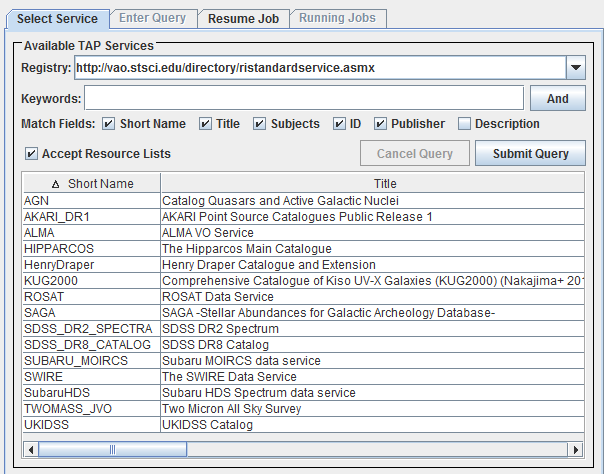 Select Service Enter Query Resume Job Running Jobs
Available TAP Services
Registry: http://vao.stsci.edu/directory/ristandardservice.asmx
Keywords: And
Match Fields: Short Name Title Subjects ID Publisher Description
Accept Resource Lists Cancel Query Submit Query
Short Name Title
AGN Catalog Quasars and Active Galactic Nuclei
AKARI_DR1 AKARI Point Source Catalogues Public Release 1
ALMA ALMA VO Service
HIPPARCOS The Hipparcos Main Catalogue
HenryDraper Henry Draper Catalogue and Extension
KUG2000 Comprehensive Catalogue of Kiso UV-X Galaxies (KUG2000) (Nakajima+ 201
ROSAT ROSAT Data Service
SAGA SAGA -Stellar Abundances for Galactic Archeology Database-
SDSS_DR2_SPECTRA SDSS DR2 Spectrum
SDSS_DR8_CATALOG SDSS DR8 Catalog
SUBARU_MOIRCS Subaru MOIRCS data service
SWIRE The SWIRE Data Service
SubaruHDS Subaru HDS Spectrum data service
TWOMASS_JVO Two Micron All Sky Survey
UKIDSS UKIDSS Catalog